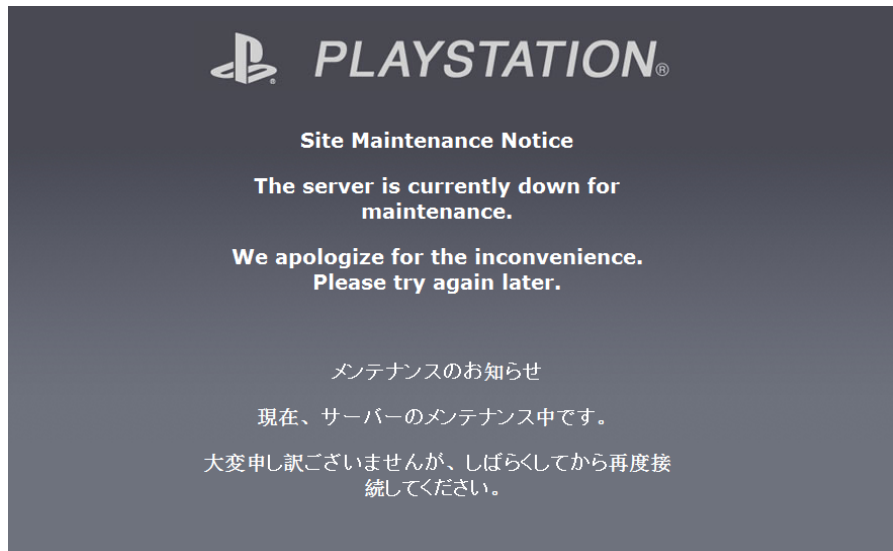 PLAYSTATION®
Site Maintenance Notice
The server is currently down for
maintenance.
We apologize for the inconvenience.
Please try again later.
メンテナンスのお知らせ
現在、サーバーのメンテナンス中です。
大変申し訳ございませんが、しばらくしてから再度接
続してください。